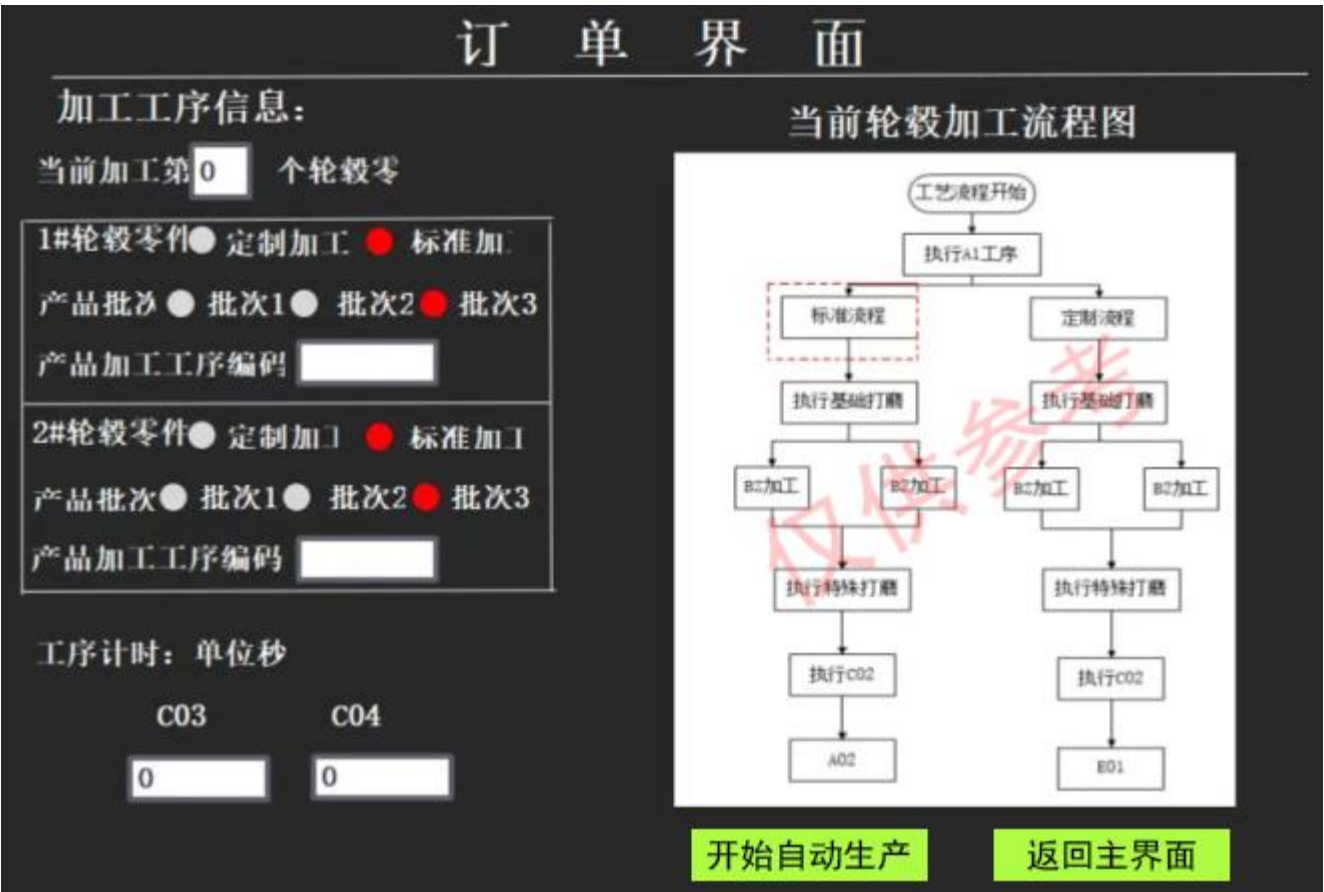 订 单 界 面
加工工序信息：
当前加工第 0 个轮毂零
1#轮毂零件 定制加工 标准加工
产品批次 批次1 批次2 批次3
产品加工工序编码
2#轮毂零件 定制加工 标准加工
产品批次 批次1 批次2 批次3
产品加工工序编码
工序计时：单位秒
C03 C04
0 0
当前轮毂加工流程图
工艺流程开始
执行A1工序
标准流程 定制流程
执行基础打磨 执行基础打磨
BZ加工 BZ加工 BZ加工 BZ加工
执行特殊打磨 执行特殊打磨
执行C02 执行C02
A02 E01
仅供参考
开始自动生产 返回主界面